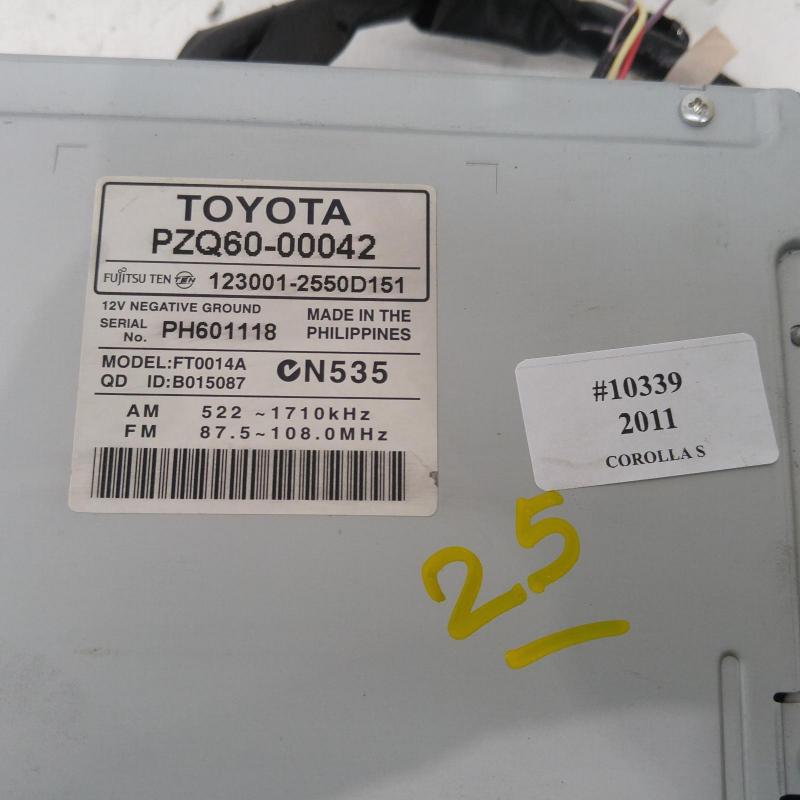 TOYOTA
PZQ60-00042
FUJITSU TEN TEN 123001-2550D151
12V NEGATIVE GROUND
SERIAL No. PH601118
MADE IN THE
PHILIPPINES
MODEL:FT0014A
QD ID:B015087
N535
AM 522 ~1710kHz
FM 87.5~108.0MHz
#10339
2011
COROLLA S
25